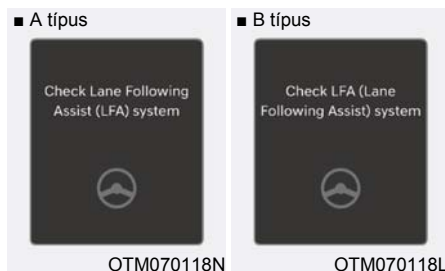 ■ A típus
Check Lane Following
Assist (LFA) system
OTM070118N
■ B típus
Check LFA (Lane
Following Assist) system
OTM070118L